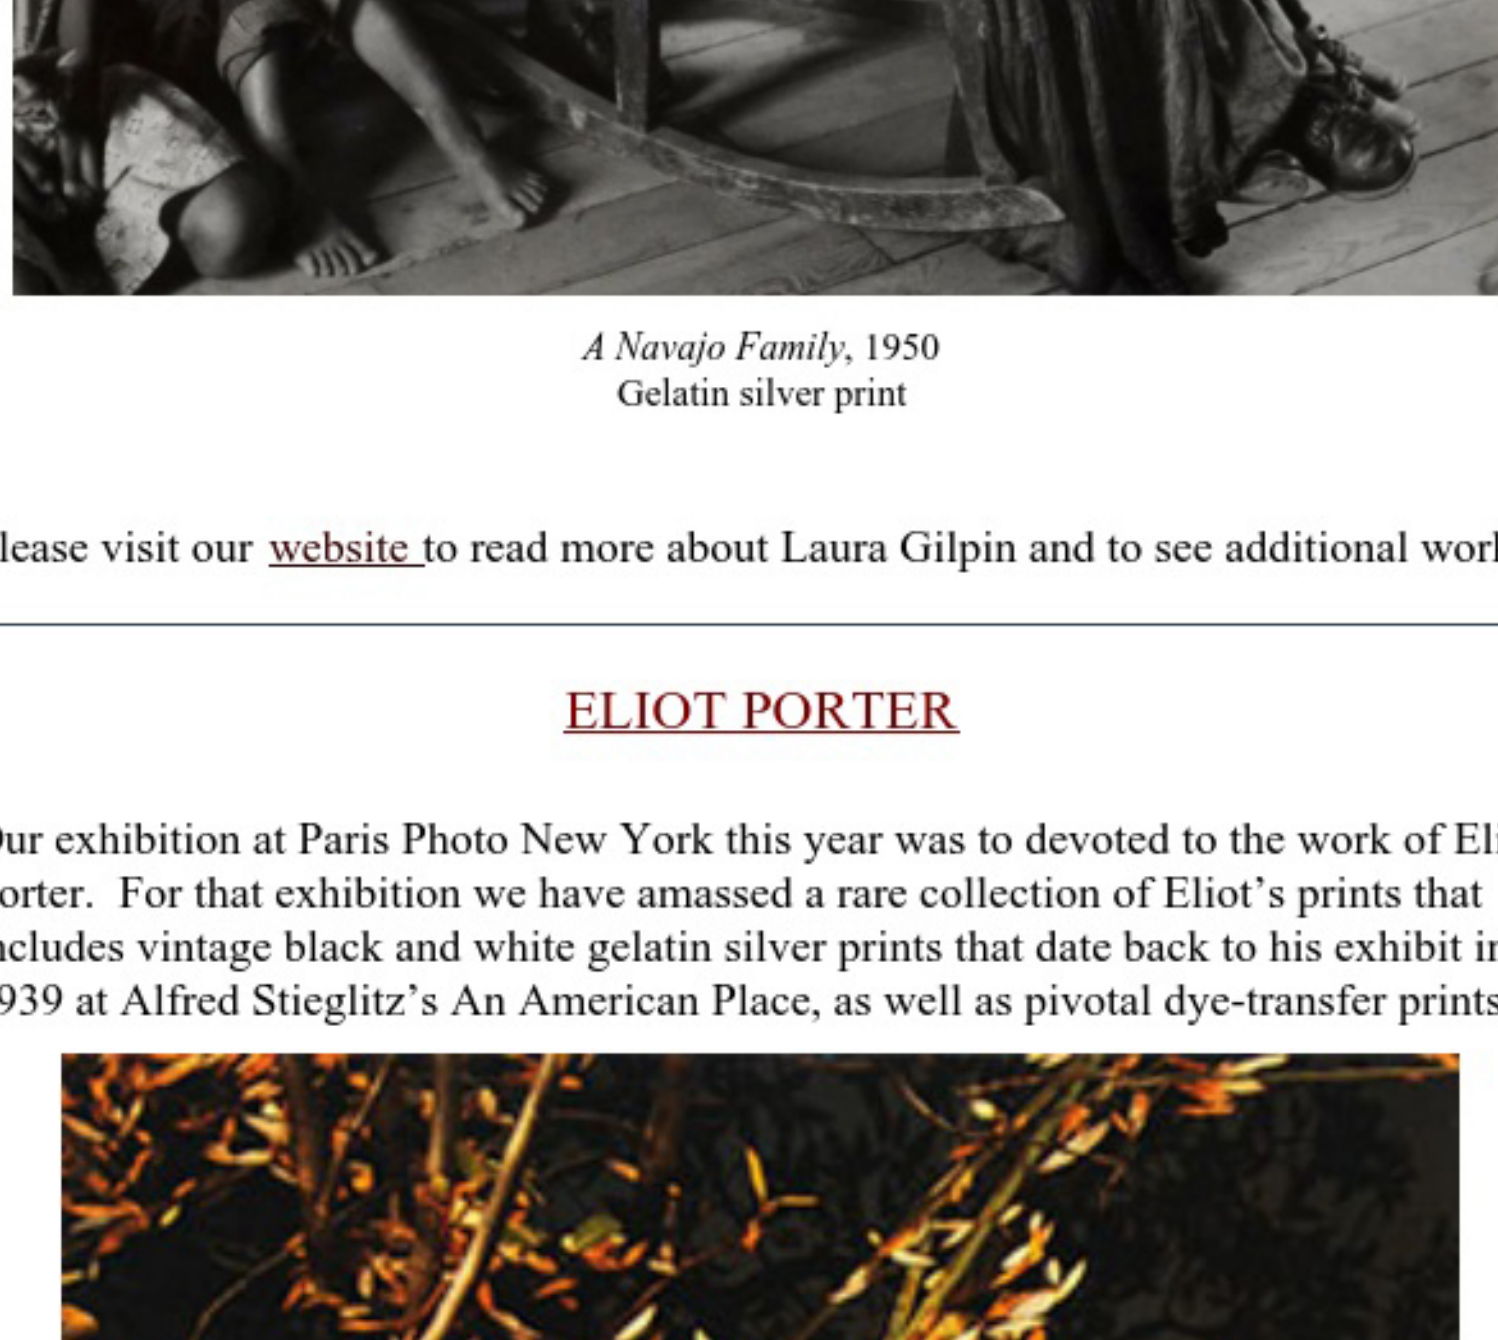 A Navajo Family, 1950
Gelatin silver print
lease visit our website to read more about Laura Gilpin and to see additional wor
ELIOT PORTER
ur exhibition at Paris Photo New York this year was to devoted to the work of Eli
orter. For that exhibition we have amassed a rare collection of Eliot’s prints that
ncludes vintage black and white gelatin silver prints that date back to his exhibit in
939 at Alfred Stieglitz’s An American Place, as well as pivotal dye-transfer prints